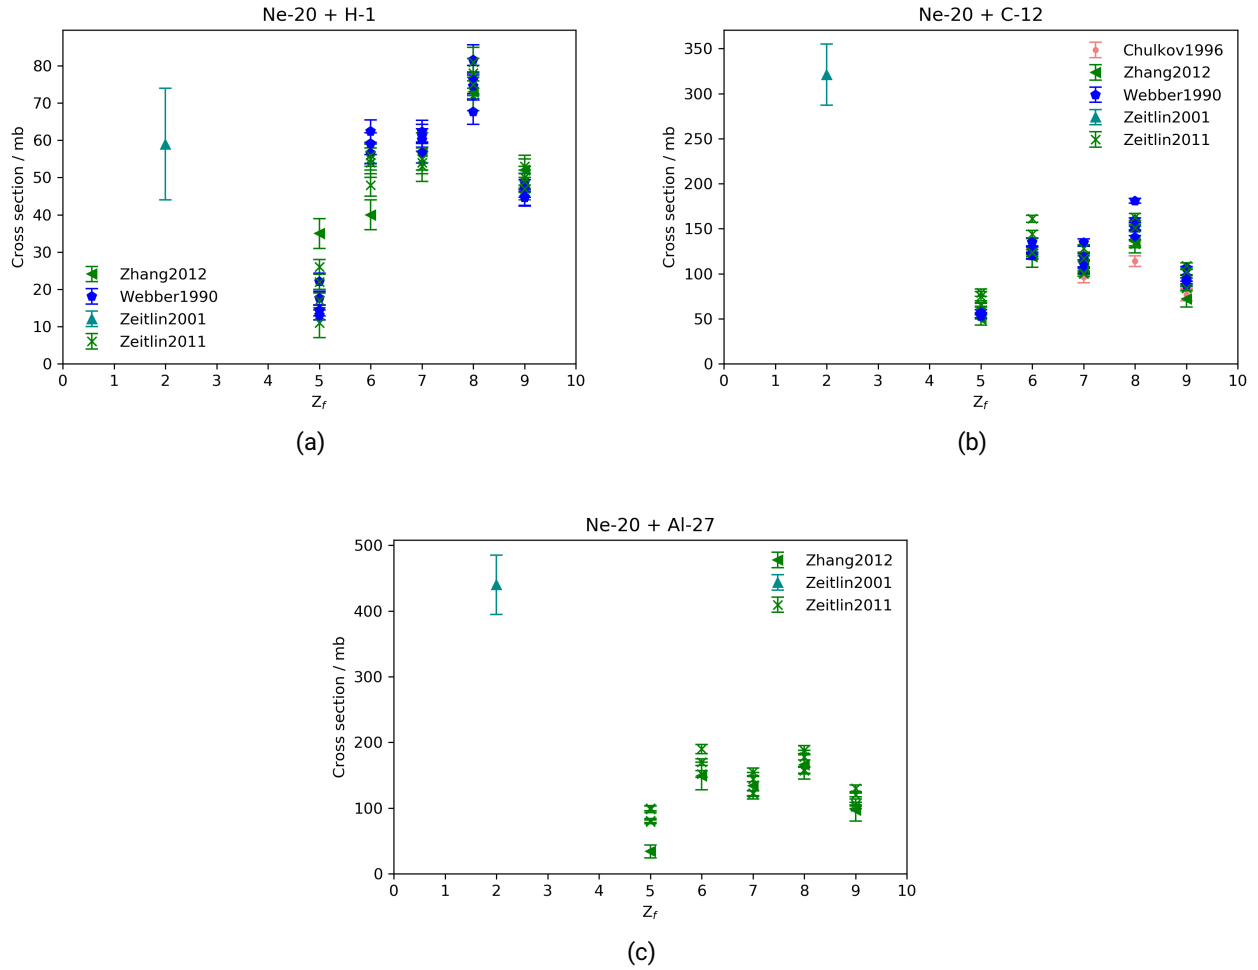 Ne-20 + H-1
Cross section / mb
80
70
60
50
40
30
20
10
0
Zhang2012
Webber1990
Zeitlin2001
Zeitlin2011
0 1 2 3 4 5 6 7 8 9 10
Z_f
(a)
Ne-20 + C-12
Cross section / mb
350
300
250
200
150
100
50
0
Chulkov1996
Zhang2012
Webber1990
Zeitlin2001
Zeitlin2011
0 1 2 3 4 5 6 7 8 9 10
Z_f
(b)
Ne-20 + Al-27
Cross section / mb
500
400
300
200
100
0
Zhang2012
Zeitlin2001
Zeitlin2011
0 1 2 3 4 5 6 7 8 9 10
Z_f
(c)